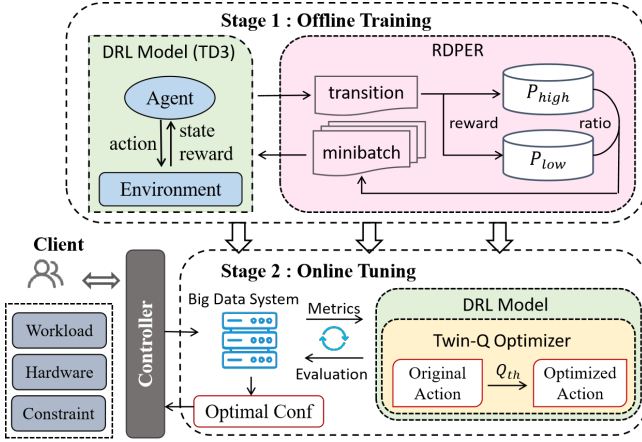 Stage 1 : Offline Training
DRL Model (TD3)
Agent
action
state
reward
Environment
RDPER
transition
minibatch
reward
P_high
P_low
ratio
Client
Workload
Hardware
Constraint
Controller
Stage 2 : Online Tuning
Big Data System
Metrics
Evaluation
Optimal Conf
DRL Model
Twin-Q Optimizer
Original
Action
Q_th
Optimized
Action